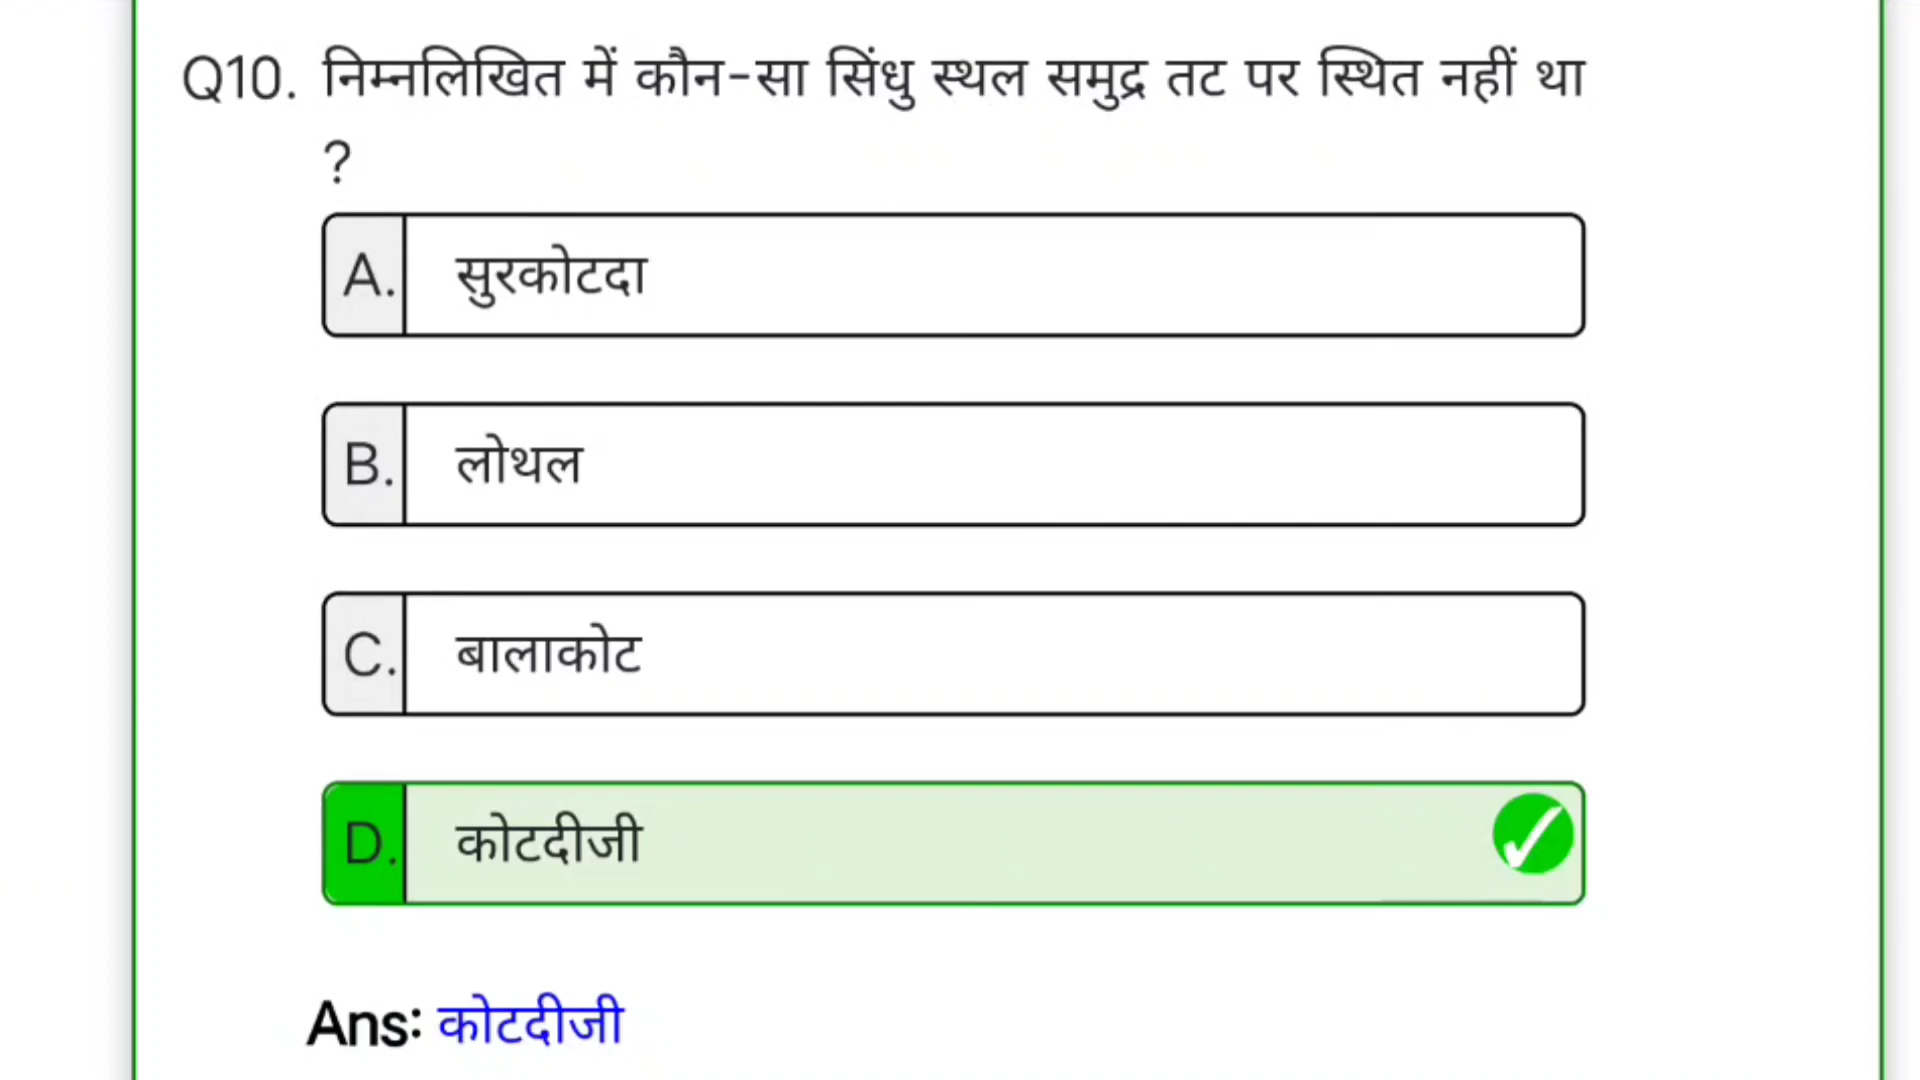 Q10. निम्नलिखित में कौन-सा सिंधु स्थल समुद्र तट पर स्थित नहीं था
?
A. सुरकोटदा
B. लोथल
C. बालाकोट
D. कोटदीजी
Ans: कोटदीजी